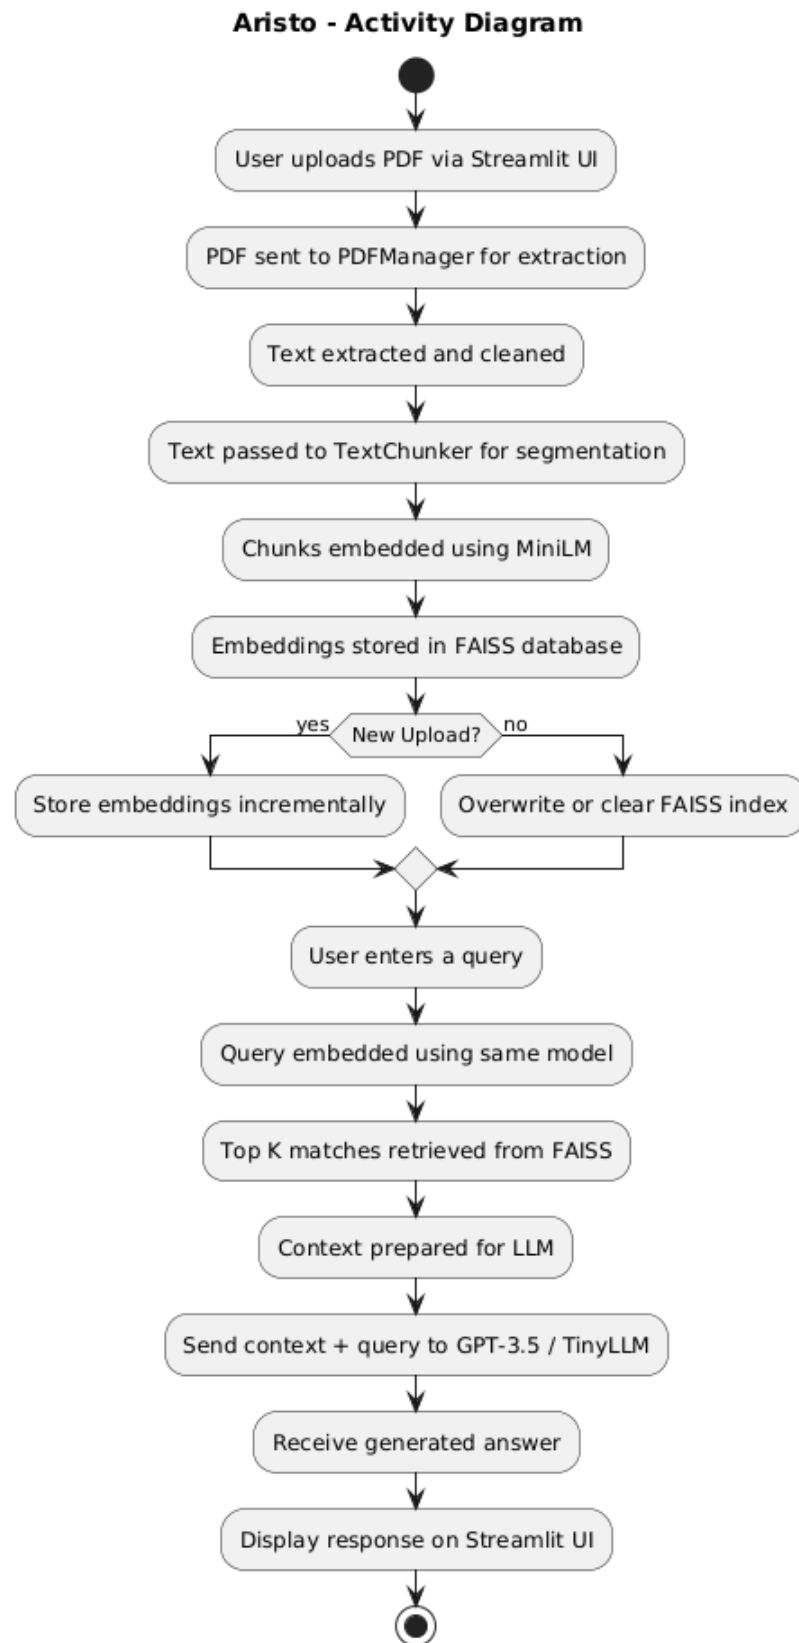 Aristo - Activity Diagram
User uploads PDF via Streamlit UI
PDF sent to PDFManager for extraction
Text extracted and cleaned
Text passed to TextChunker for segmentation
Chunks embedded using MiniLM
Embeddings stored in FAISS database
yes
New Upload?
no
Store embeddings incrementally
Overwrite or clear FAISS index
User enters a query
Query embedded using same model
Top K matches retrieved from FAISS
Context prepared for LLM
Send context + query to GPT-3.5 / TinyLLM
Receive generated answer
Display response on Streamlit UI